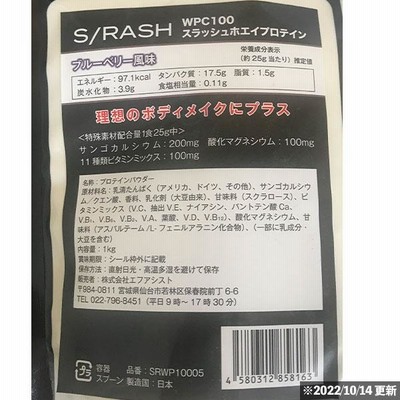 S/RASH WPC100
スラッシュホエイプロテイン
ブルーベリー風味
栄養成分表示
(約25g当たり)推定値
エネルギー：97.1kcal タンパク質：17.5g 脂質：1.5g
炭水化物：3.9g 食塩相当量：0.11g
理想のボディメイクにプラス
<特殊素材配合量1食25g中>
サンゴカルシウム：200mg 酸化マグネシウム：100mg
11種類ビタミンミックス：100mg
名称：プロテインパウダー
原材料名：乳清たんぱく(アメリカ、ドイツ、その他)、サンゴカルシウム
/クエン酸、香料、乳化剤(大豆由来)、甘味料(スクラロース)、ビ
タミンミックス(V.C、抽出V.E、ナイアシン、パントテン酸Ca、
V.B₁、V.B₆、V.B₂、V.A、葉酸、V.D、V.B₁₂)、酸化マグネシウム、甘
味料(アスパルテーム/L-フェニルアラニン化合物)、(一部に乳成分・
大豆を含む)
内容量：1kg
賞味期限：シール枠外に記載
保存方法：直射日光・高温多湿を避けて保存
販売者：株式会社エフアシスト
〒984-0811 宮城県仙台市若林区保春院前丁3-6
TEL 022-796-8451(平日9時～17時30分)
プラ
袋
スプーン
品番：SRWP10005
製造国：日本
4 580312 858163
※2022/10/14 更新